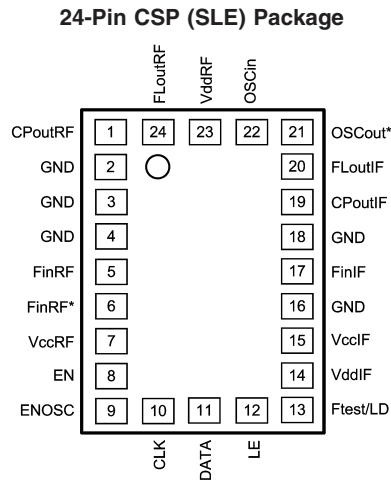 24-Pin CSP (SLE) Package
FLoutRF
VddRF
OSCin
CPoutRF 1 24 23 22 21 OSCout*
GND 2 20 FLoutIF
GND 3 19 CPoutIF
GND 4 18 GND
FinRF 5 17 FinIF
FinRF* 6 16 GND
VccRF 7 15 VccIF
EN 8 14 VddIF
ENOSC 9 10 11 12 13 Ftest/LD
CLK
DATA
LE